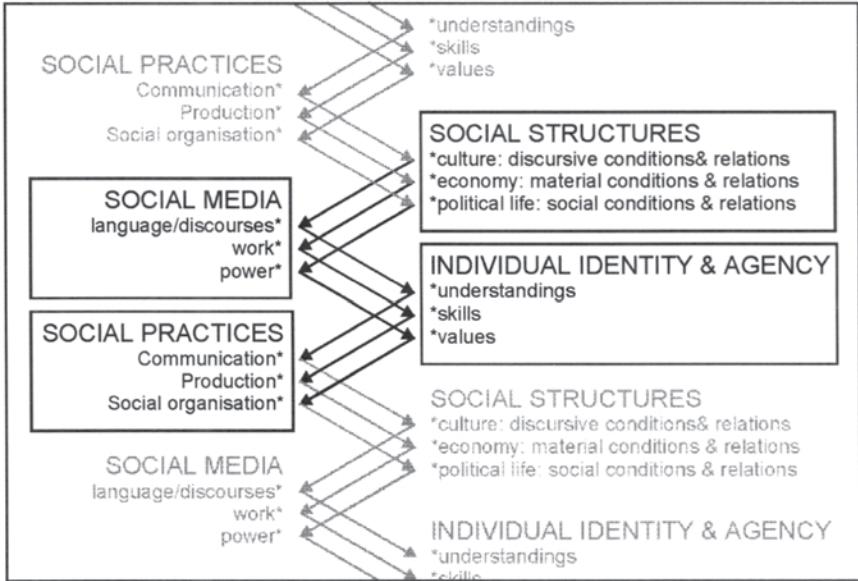 *understandings
*skills
*values
SOCIAL PRACTICES
Communication*
Production*
Social organisation*
SOCIAL STRUCTURES
*culture: discursive conditions& relations
*economy: material conditions & relations
*political life: social conditions & relations
SOCIAL MEDIA
language/discourses*
work*
power*
INDIVIDUAL IDENTITY & AGENCY
*understandings
*skills
*values
SOCIAL PRACTICES
Communication*
Production*
Social organisation*
SOCIAL STRUCTURES
*culture: discursive conditions& relations
*economy: material conditions & relations
*political life: social conditions & relations
SOCIAL MEDIA
language/discourses*
work*
power*
INDIVIDUAL IDENTITY & AGENCY
*understandings
*skills